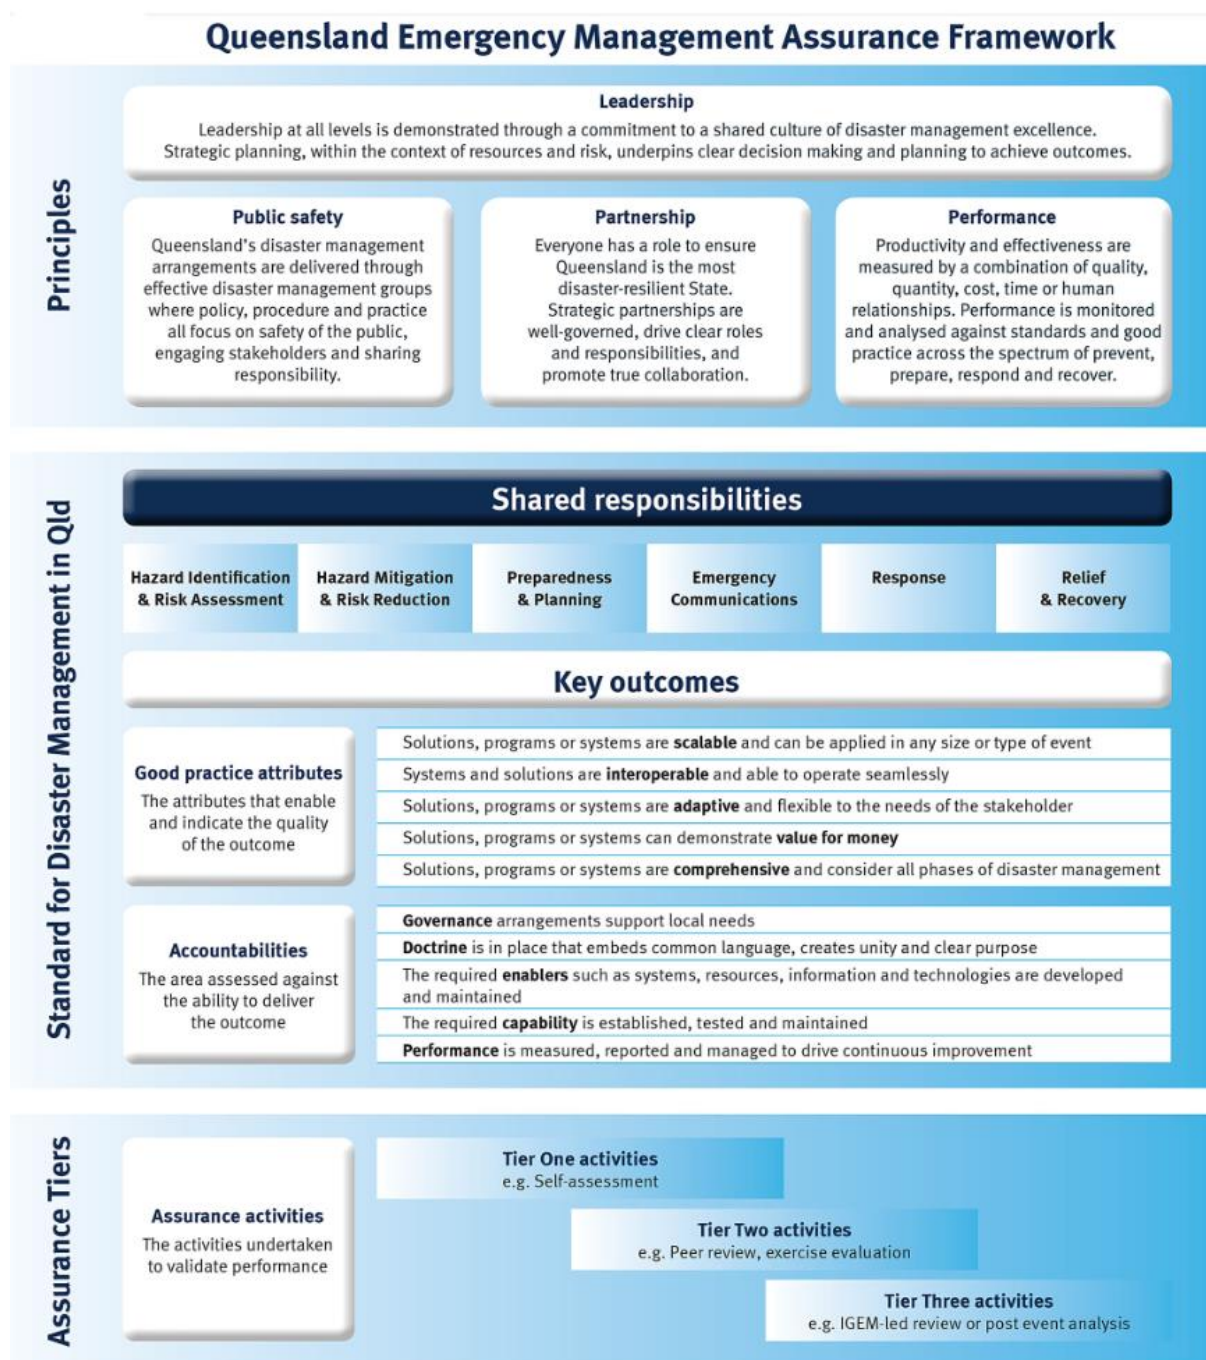 Queensland Emergency Management Assurance Framework
Principles
Leadership
Leadership at all levels is demonstrated through a commitment to a shared culture of disaster management excellence.
Strategic planning, within the context of resources and risk, underpins clear decision making and planning to achieve outcomes.
Public safety
Queensland's disaster management
arrangements are delivered through
effective disaster management groups
where policy, procedure and practice
all focus on safety of the public,
engaging stakeholders and sharing
responsibility.
Partnership
Everyone has a role to ensure
Queensland is the most
disaster-resilient State.
Strategic partnerships are
well-governed, drive clear roles
and responsibilities, and
promote true collaboration.
Performance
Productivity and effectiveness are
measured by a combination of quality,
quantity, cost, time or human
relationships. Performance is monitored
and analysed against standards and good
practice across the spectrum of prevent,
prepare, respond and recover.
Standard for Disaster Management in Qld
Shared responsibilities
Hazard Identification
& Risk Assessment
Hazard Mitigation
& Risk Reduction
Preparedness
& Planning
Emergency
Communications
Response
Relief
& Recovery
Key outcomes
Good practice attributes
The attributes that enable
and indicate the quality
of the outcome
Solutions, programs or systems are scalable and can be applied in any size or type of event
Systems and solutions are interoperable and able to operate seamlessly
Solutions, programs or systems are adaptive and flexible to the needs of the stakeholder
Solutions, programs or systems can demonstrate value for money
Solutions, programs or systems are comprehensive and consider all phases of disaster management
Accountabilities
The area assessed against
the ability to deliver
the outcome
Governance arrangements support local needs
Doctrine is in place that embeds common language, creates unity and clear purpose
The required enablers such as systems, resources, information and technologies are developed
and maintained
The required capability is established, tested and maintained
Performance is measured, reported and managed to drive continuous improvement
Assurance Tiers
Assurance activities
The activities undertaken
to validate performance
Tier One activities
e.g. Self-assessment
Tier Two activities
e.g. Peer review, exercise evaluation
Tier Three activities
e.g. IGEM-led review or post event analysis